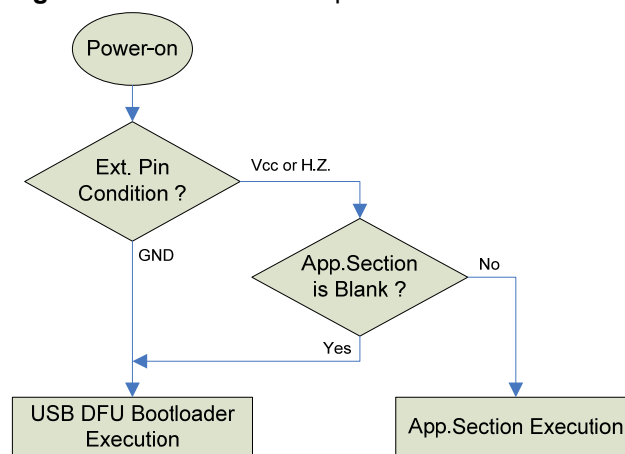 Power-on
Ext. Pin
Condition ?
Vcc or H.Z.
GND
App.Section
is Blank ?
No
Yes
USB DFU Bootloader
Execution
App.Section Execution